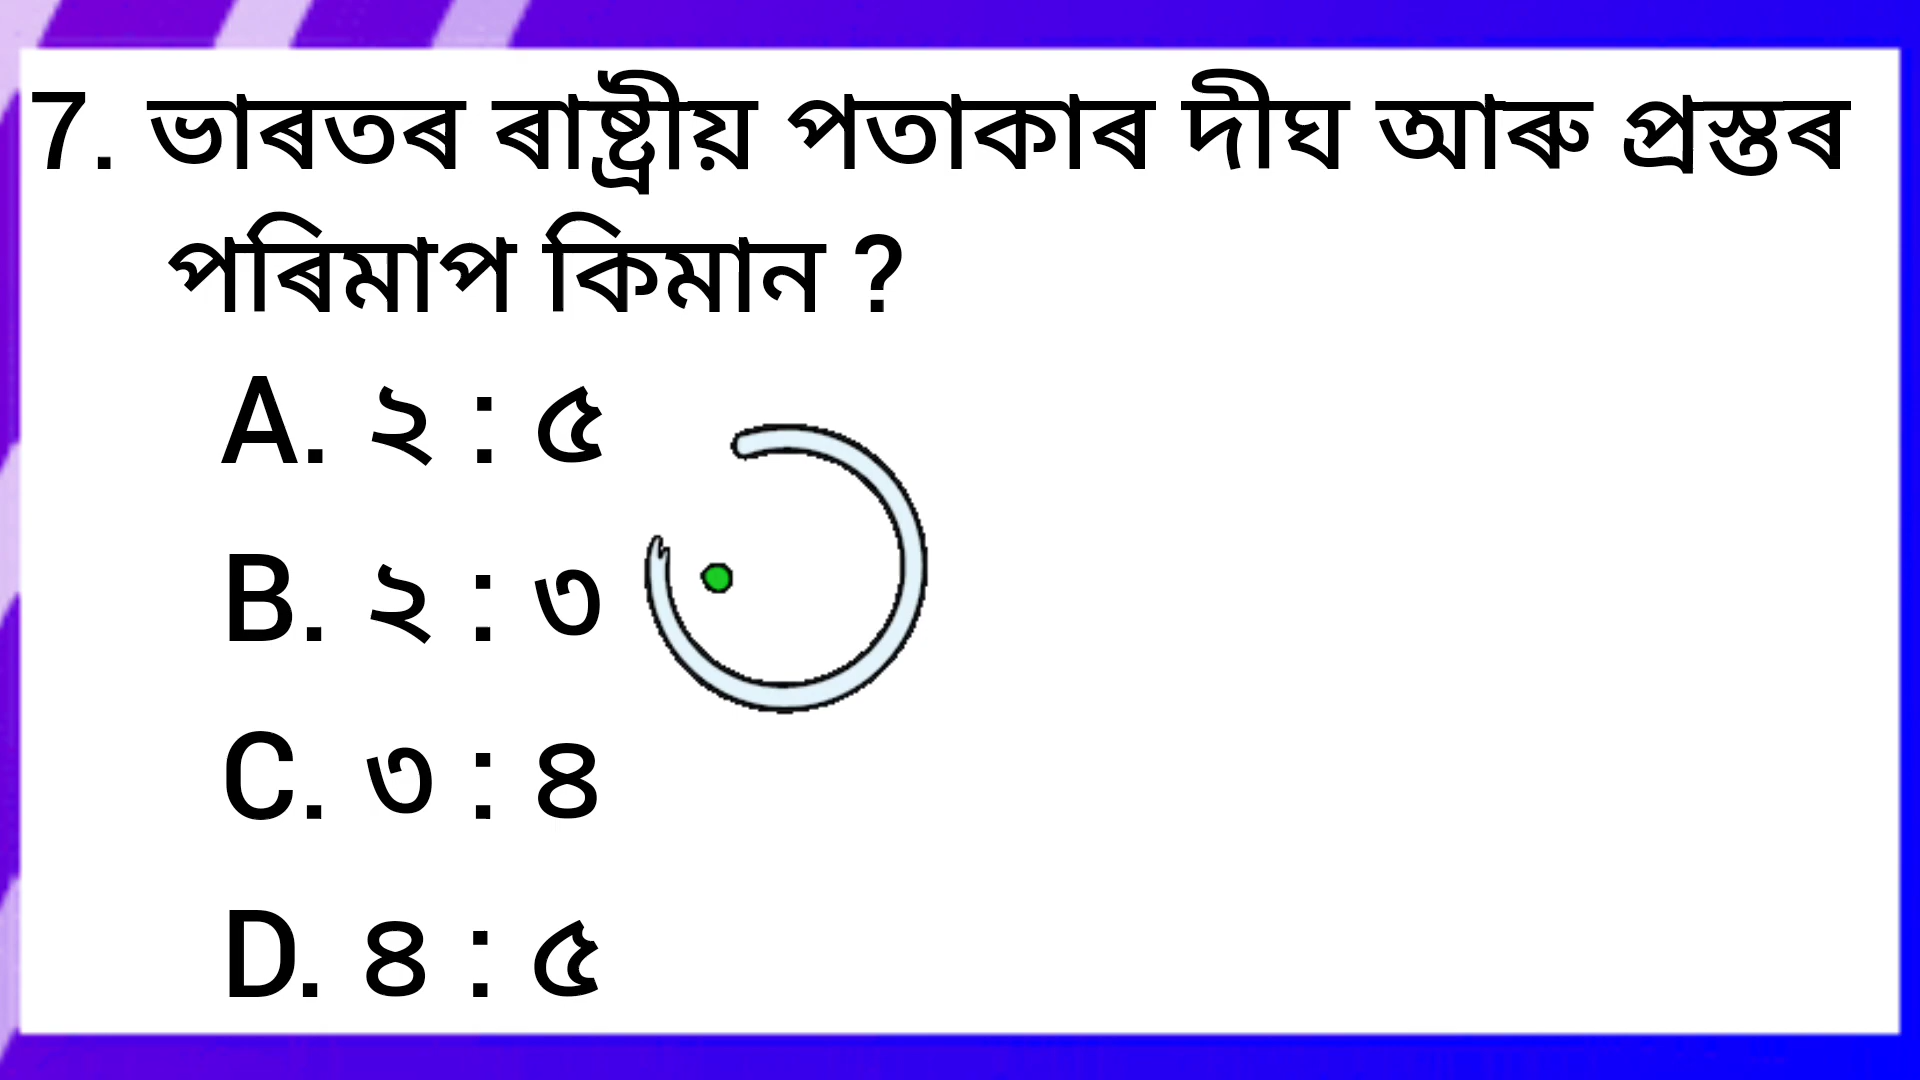 7. ভাৰতৰ ৰাষ্ট্ৰীয় পতাকাৰ দীঘ আৰু প্ৰস্তৰ
পৰিমাপ কিমান ?
A. ২ : ৫
B. ২ : ৩
C. ৩ : ৪
D. ৪ : ৫